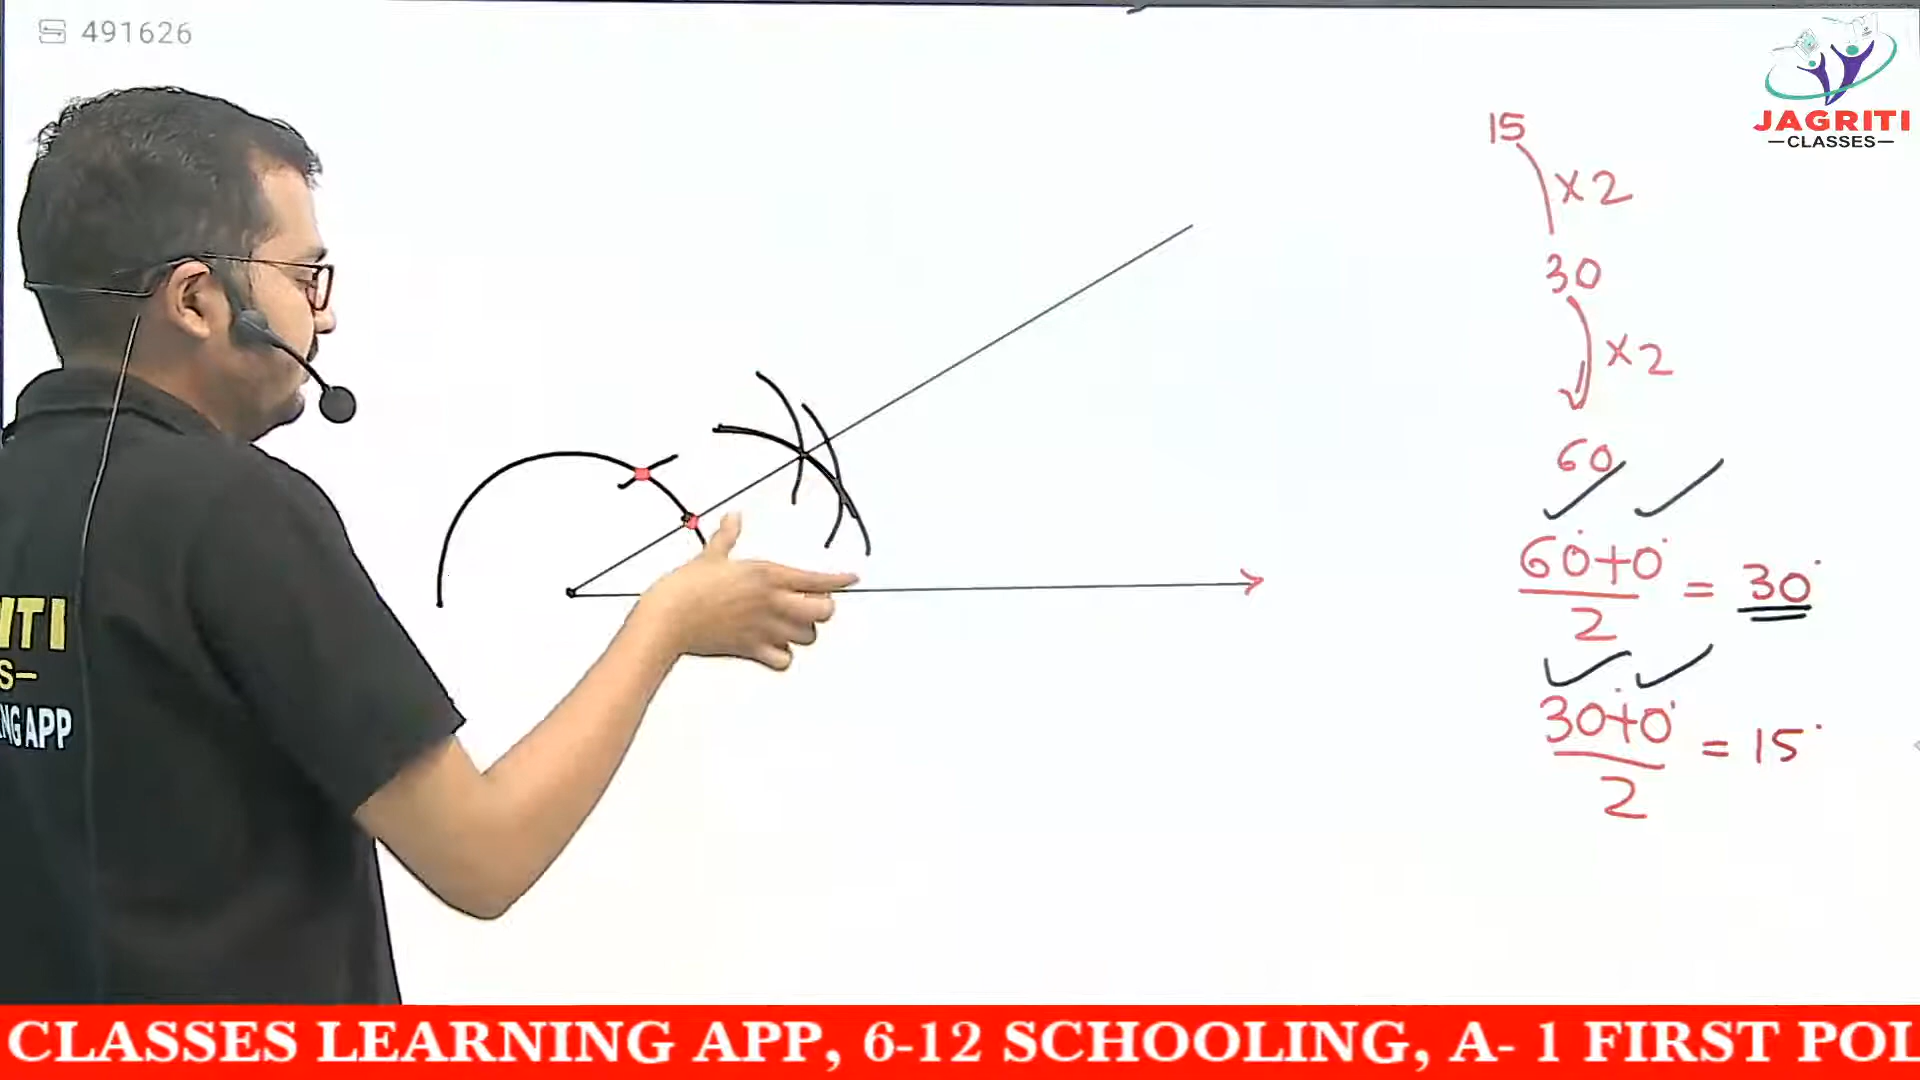 491626
JAGRITI
—CLASSES—
15
×2
30
×2
60
60°+0°
2
= 30°
30°+0°
2
= 15°
ITI
S—
NG APP
CLASSES LEARNING APP, 6-12 SCHOOLING, A- 1 FIRST POL